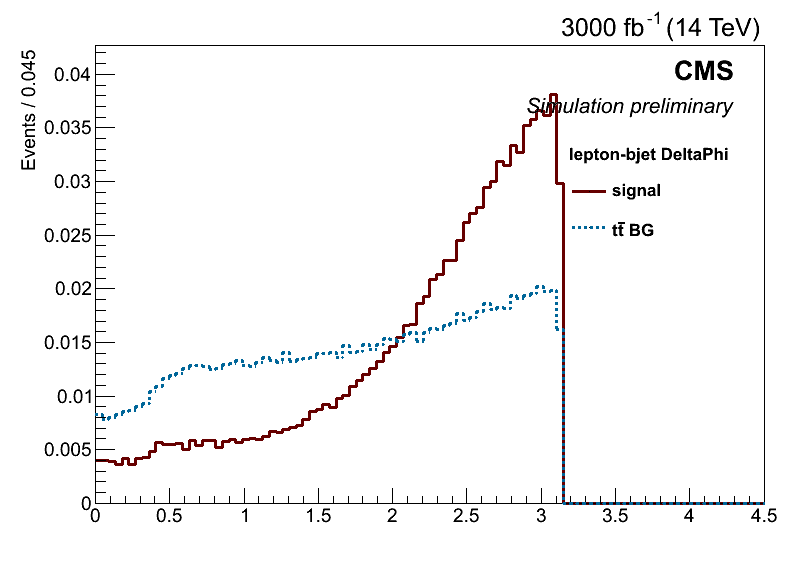 3000 fb⁻¹ (14 TeV)
CMS
Simulation preliminary
Events / 0.045
0.04
0.035
0.03
0.025
0.02
0.015
0.01
0.005
0
lepton-bjet DeltaPhi
signal
tt̅ BG
0 0.5 1 1.5 2 2.5 3 3.5 4 4.5